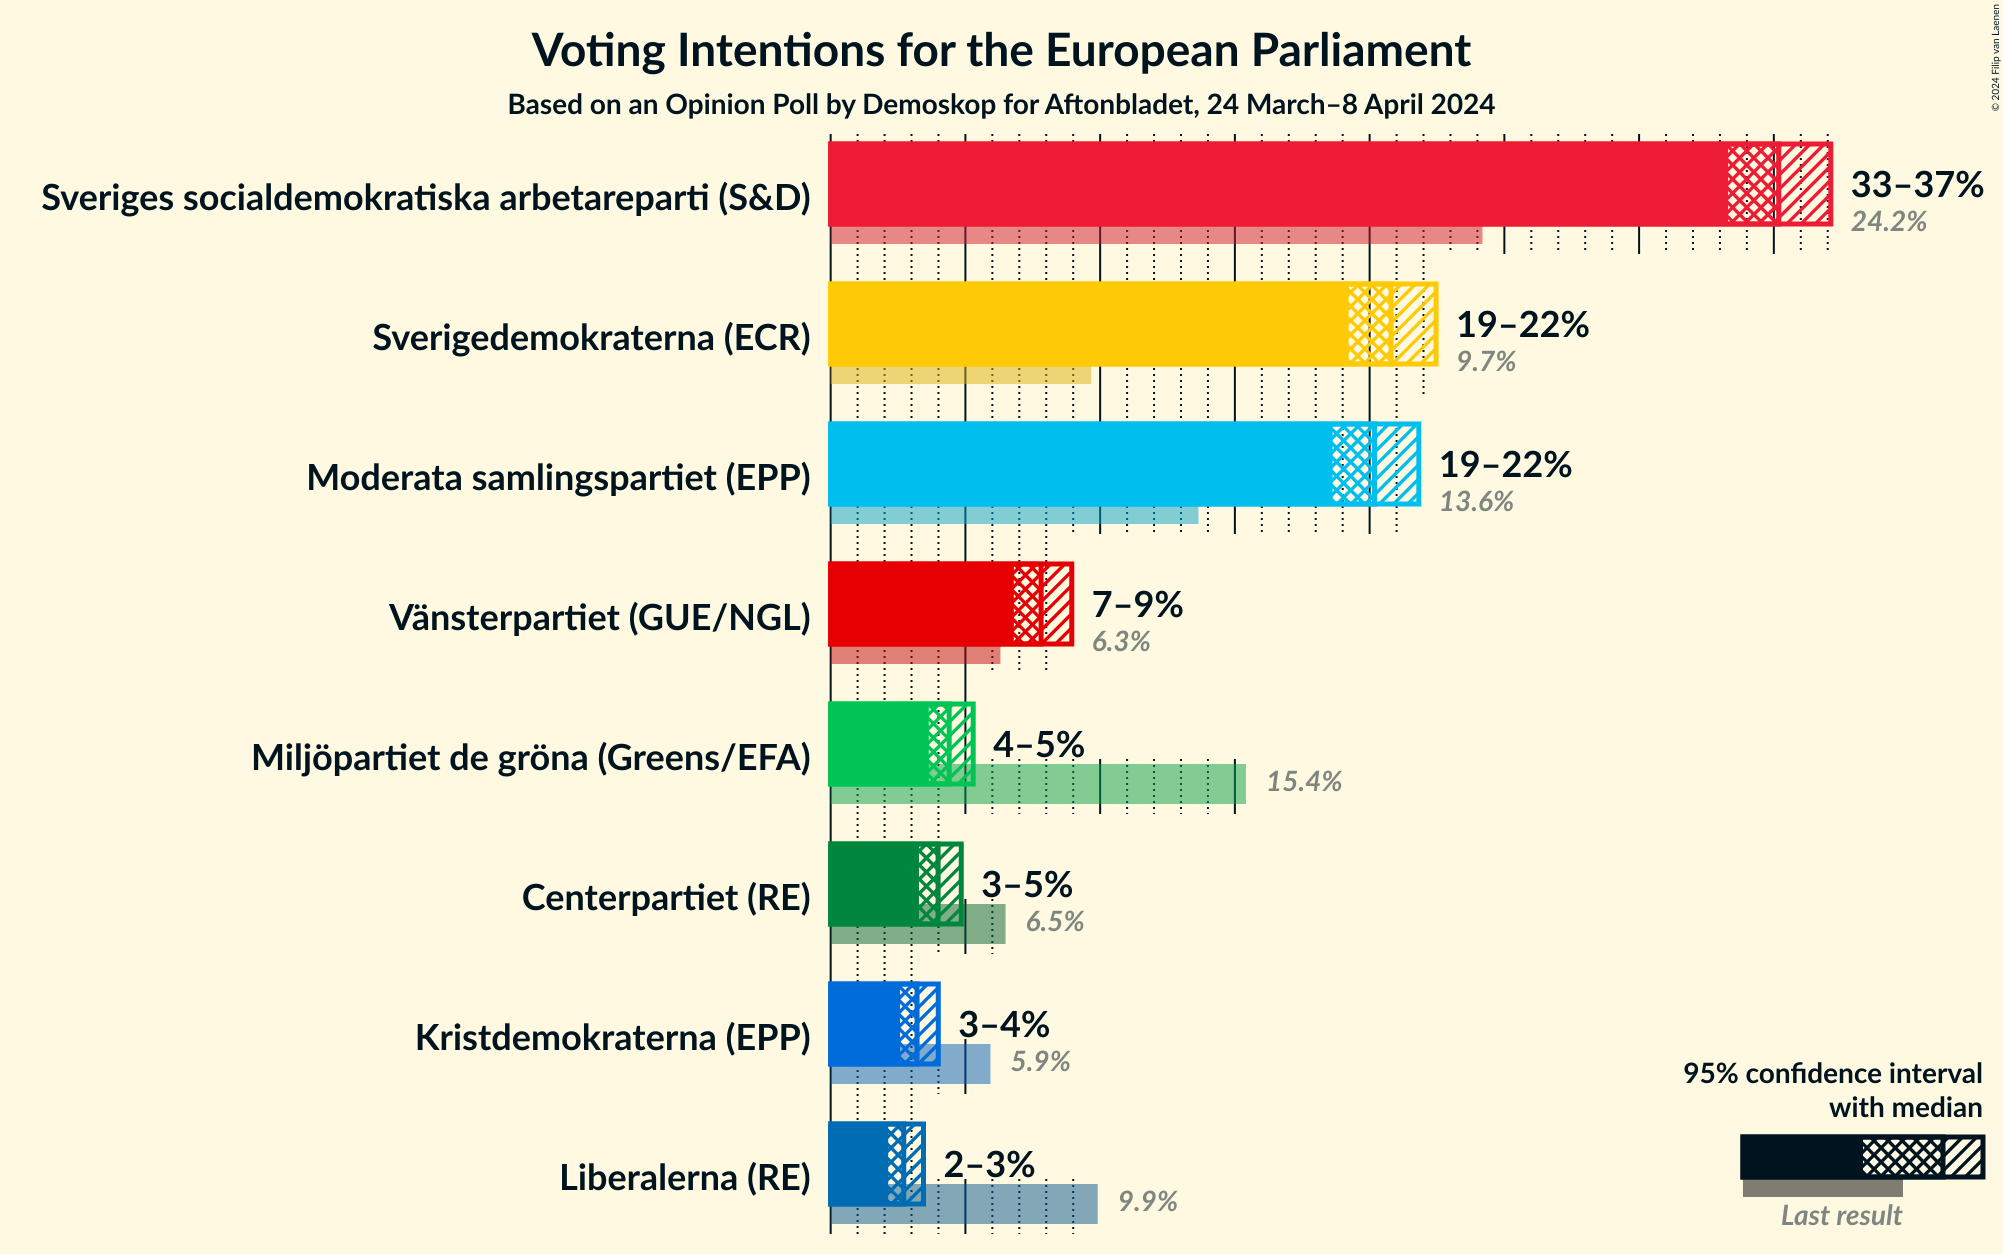 Voting Intentions for the European Parliament
Based on an Opinion Poll by Demoskop for Aftonbladet, 24 March–8 April 2024
© 2024 Filip van Laenen
Sveriges socialdemokratiska arbetareparti (S&D)
33–37%
24.2%
Sverigedemokraterna (ECR)
19–22%
9.7%
Moderata samlingspartiet (EPP)
19–22%
13.6%
Vänsterpartiet (GUE/NGL)
7–9%
6.3%
Miljöpartiet de gröna (Greens/EFA)
4–5%
15.4%
Centerpartiet (RE)
3–5%
6.5%
Kristdemokraterna (EPP)
3–4%
5.9%
Liberalerna (RE)
2–3%
9.9%
95% confidence interval
with median
Last result